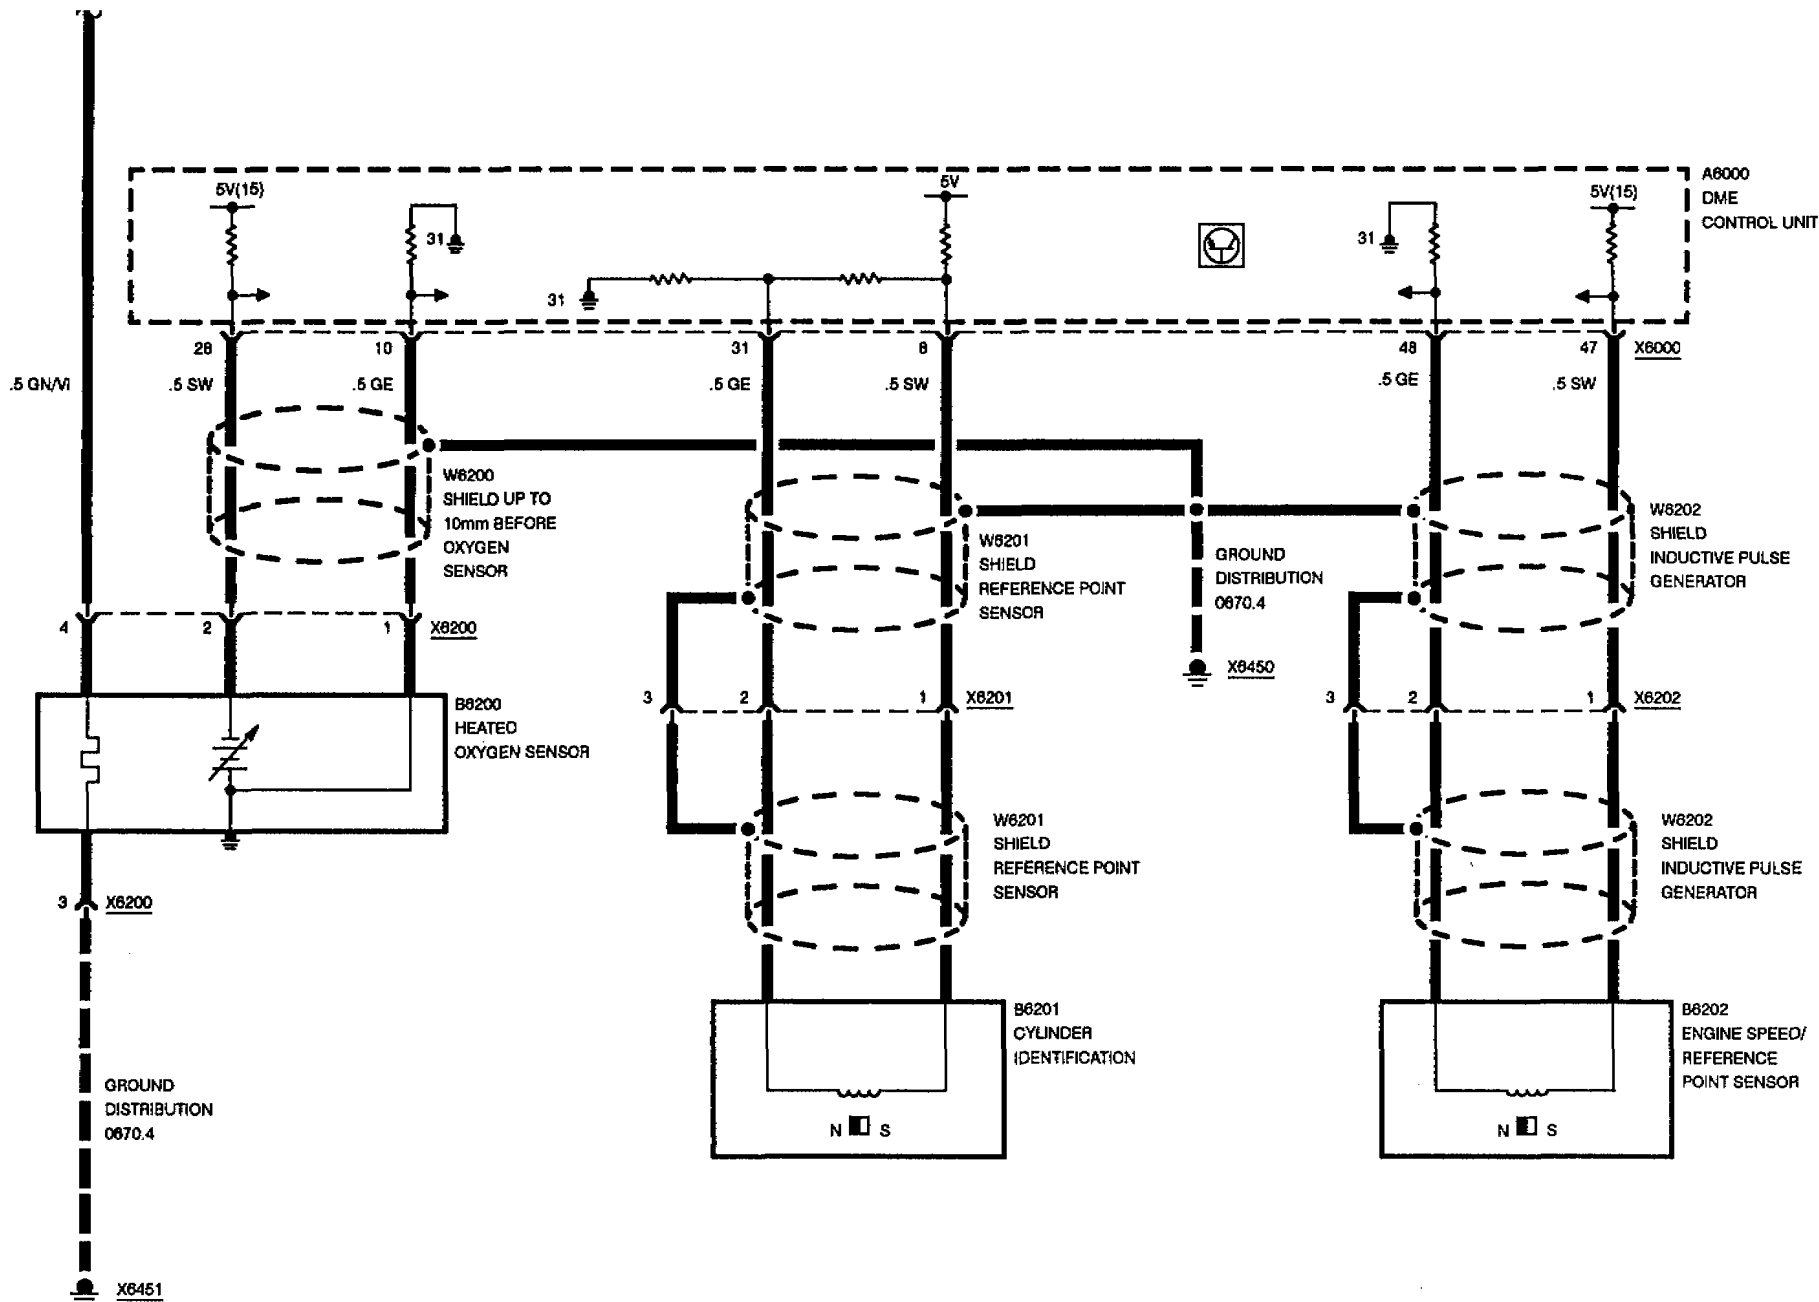 5V(15)
5V
5V(15)
A6000
DME
CONTROL UNIT
31
31
31
28
10
31
8
48
47
X6000
.5 GN/VI
.5 SW
.5 GE
.5 GE
.5 SW
.5 GE
.5 SW
W6200
SHIELD UP TO
10mm BEFORE
OXYGEN
SENSOR
W6201
SHIELD
REFERENCE POINT
SENSOR
GROUND
DISTRIBUTION
0670.4
W6202
SHIELD
INDUCTIVE PULSE
GENERATOR
4
2
1
X6200
X6450
3
2
1
X6201
3
2
1
X6202
B6200
HEATED
OXYGEN SENSOR
W6201
SHIELD
REFERENCE POINT
SENSOR
W6202
SHIELD
INDUCTIVE PULSE
GENERATOR
3
X6200
B6201
CYLINDER
IDENTIFICATION
B6202
ENGINE SPEED/
REFERENCE
POINT SENSOR
GROUND
DISTRIBUTION
0670.4
N
S
N
S
X6451